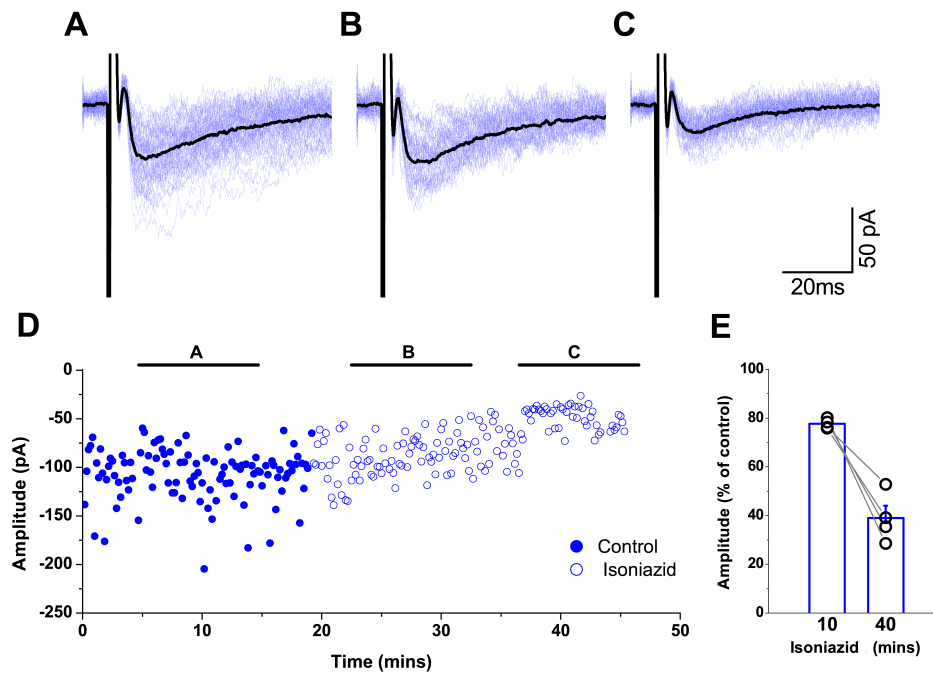 A
B
C
50 pA
20ms
D
A
B
C
0
-50
-100
-150
-200
-250
Amplitude (pA)
Control
Isoniazid
0
10
20
30
40
50
Time (mins)
E
100
80
60
40
20
0
Amplitude (% of control)
10
40
Isoniazid (mins)